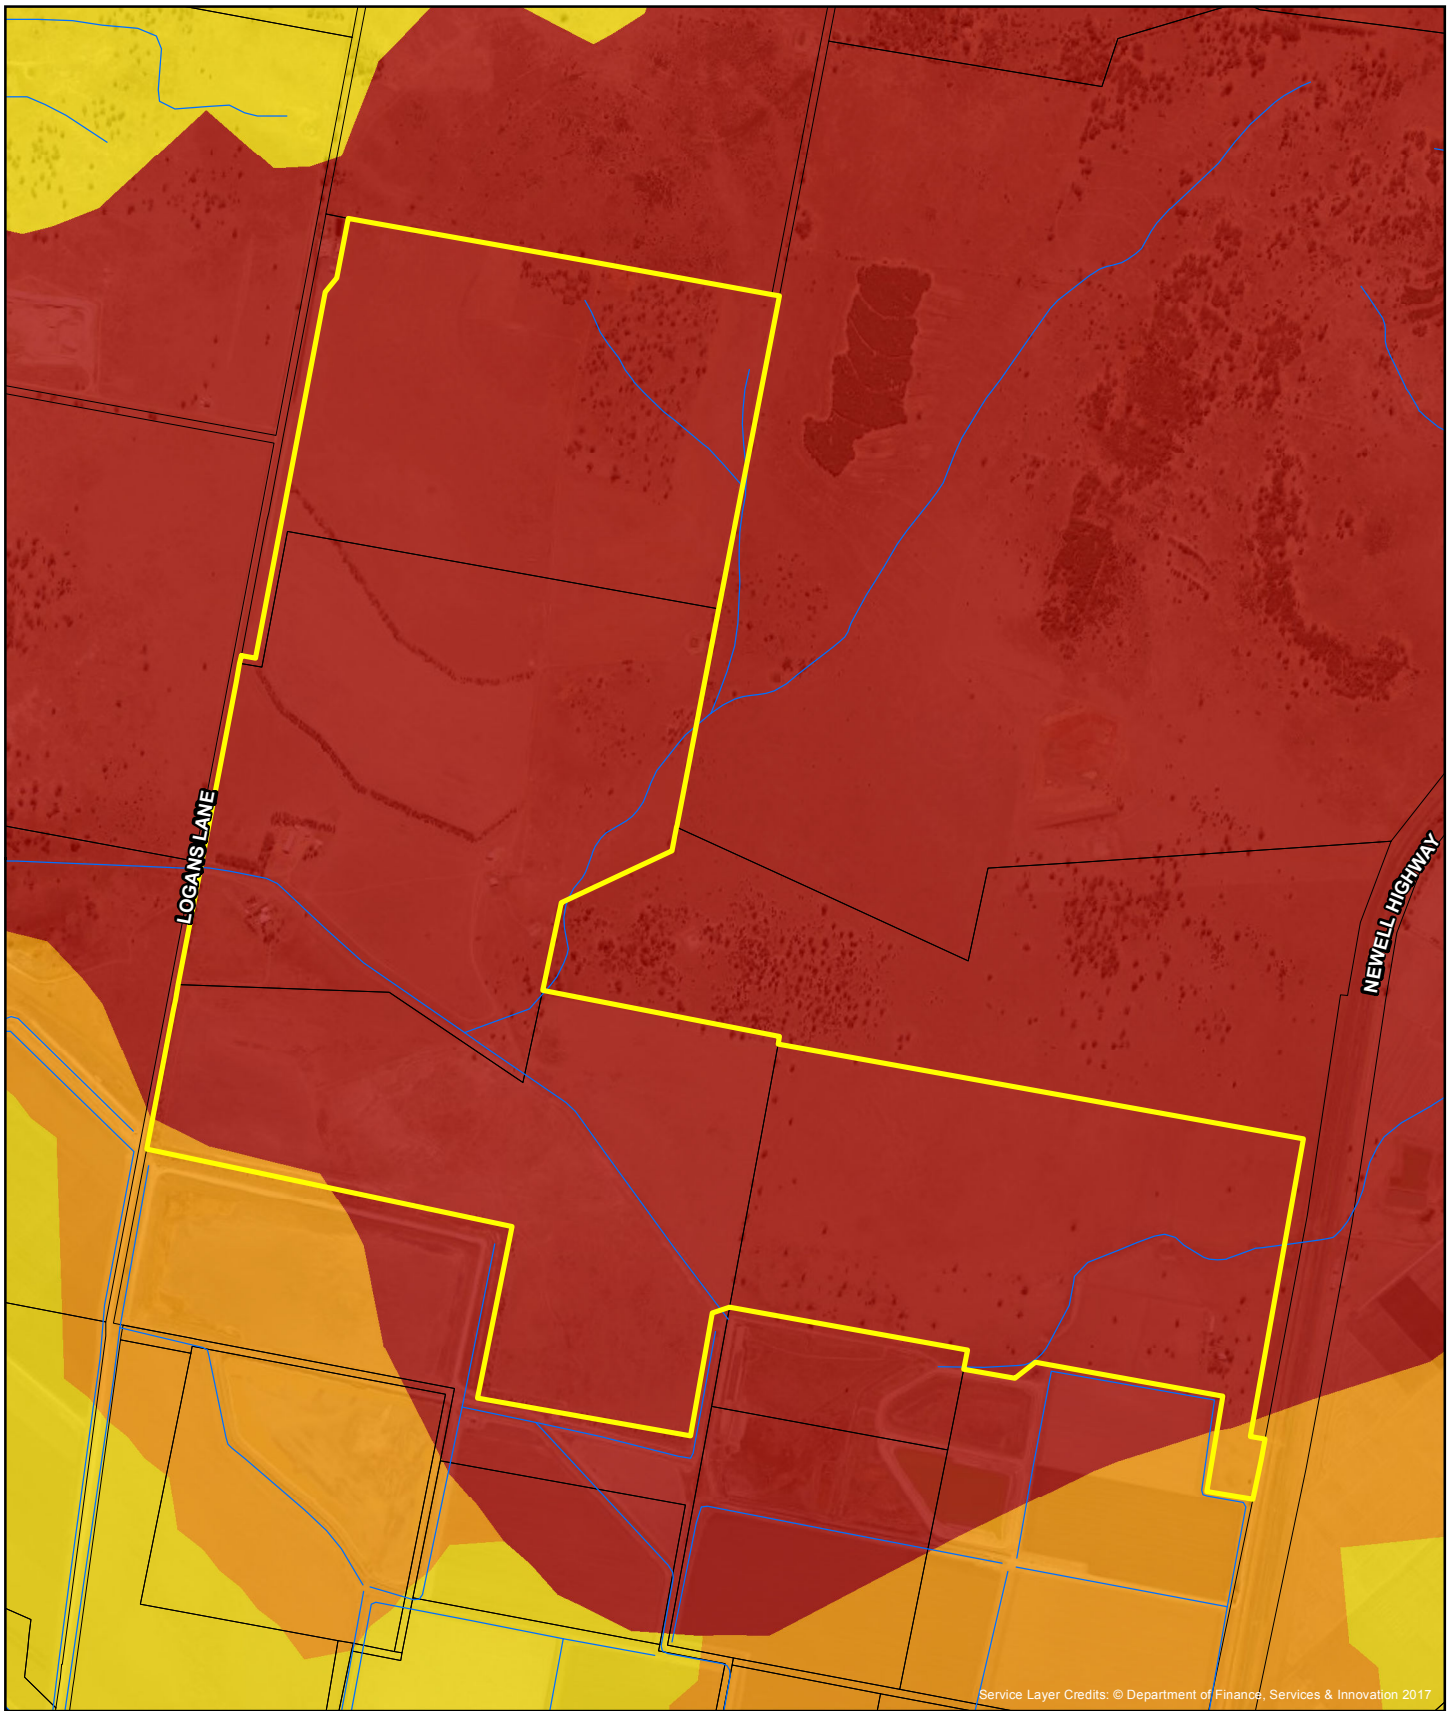 LOGANS LANE
NEWELL HIGHWAY
Service Layer Credits: © Department of Finance, Services & Innovation 2017